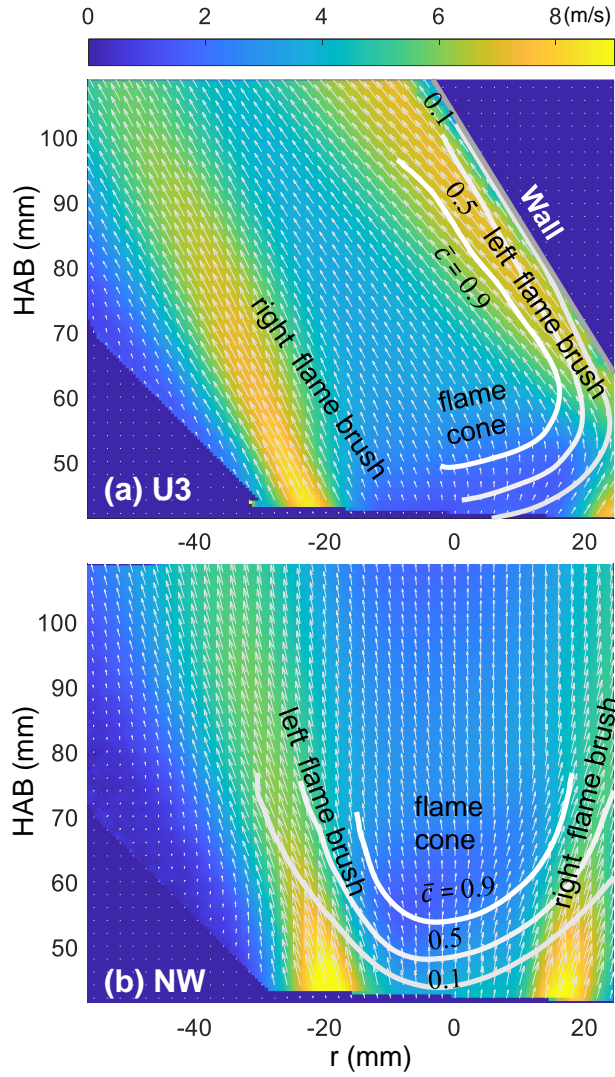 0 2 4 6 8 (m/s)
0.1
100
Wall
0.5
90
left flame brush
HAB (mm)
c̄ = 0.9
80
right flame brush
70
60
flame
cone
50
(a) U3
-40 -20 0 20
100
90
HAB (mm)
80
left flame brush
right flame brush
70
flame
cone
60
c̄ = 0.9
50
0.5
0.1
(b) NW
-40 -20 0 20
r (mm)